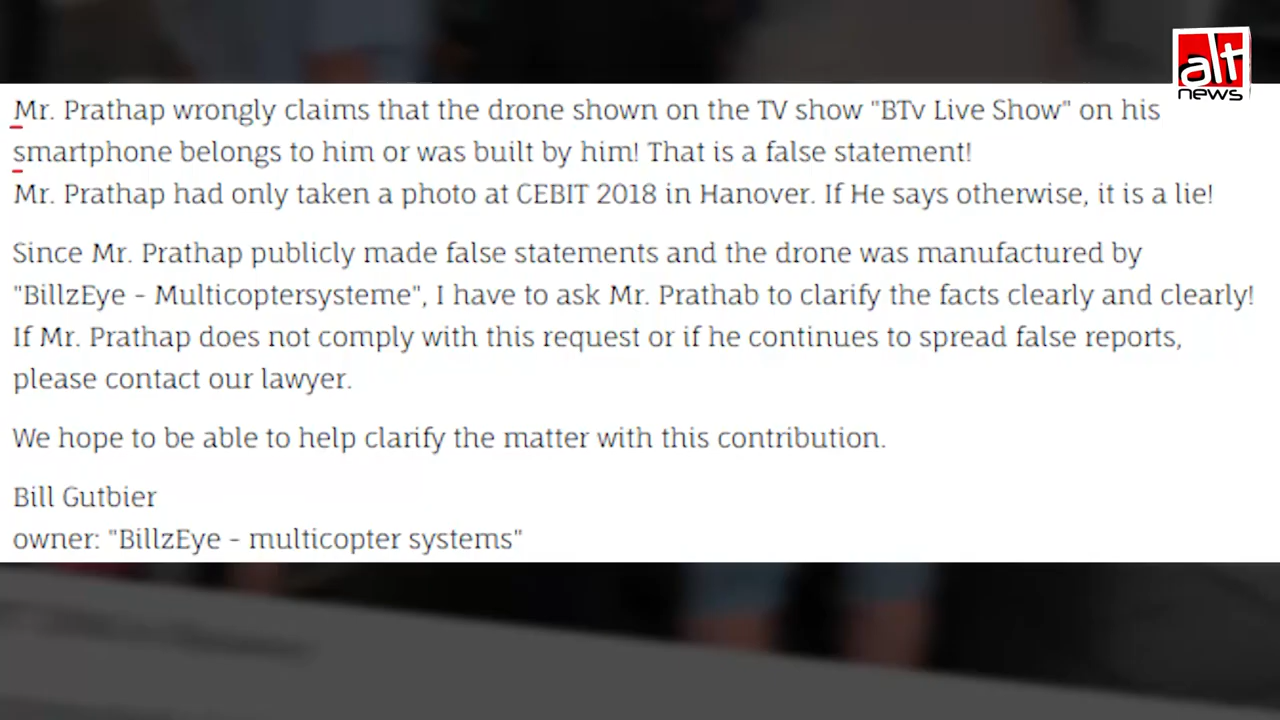 alt
news
Mr. Prathap wrongly claims that the drone shown on the TV show "BTv Live Show" on his
smartphone belongs to him or was built by him! That is a false statement!
Mr. Prathap had only taken a photo at CEBIT 2018 in Hanover. If He says otherwise, it is a lie!
Since Mr. Prathap publicly made false statements and the drone was manufactured by
"BillzEye - Multicoptersysteme", I have to ask Mr. Prathab to clarify the facts clearly and clearly!
If Mr. Prathap does not comply with this request or if he continues to spread false reports,
please contact our lawyer.
We hope to be able to help clarify the matter with this contribution.
Bill Gutbier
owner: "BillzEye - multicopter systems"